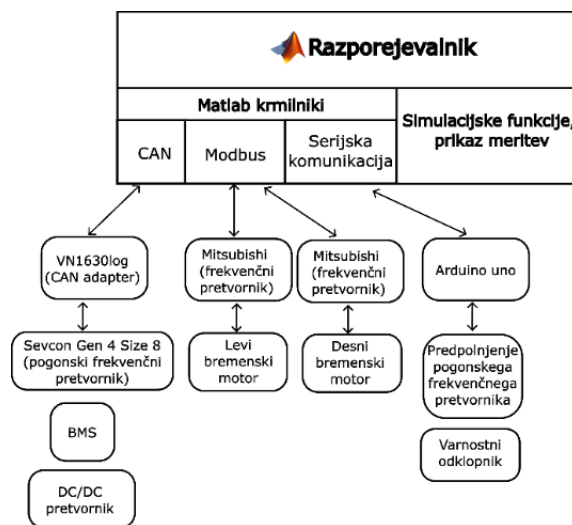 Razporejevalnik
Matlab krmilniki
Simulacijske funkcije,
prikaz meritev
CAN
Modbus
Serijska
komunikacija
VN1630log
(CAN adapter)
Mitsubishi
(frekvenčni
pretvornik)
Mitsubishi
(frekvenčni
pretvornik)
Arduino uno
Sevcon Gen 4 Size 8
(pogonski frekvenčni
pretvornik)
Levi
bremenski
motor
Desni
bremenski
motor
Predpolnjenje
pogonskega
frekvenčnega
pretvornika
BMS
Varnostni
odklopnik
DC/DC
pretvornik